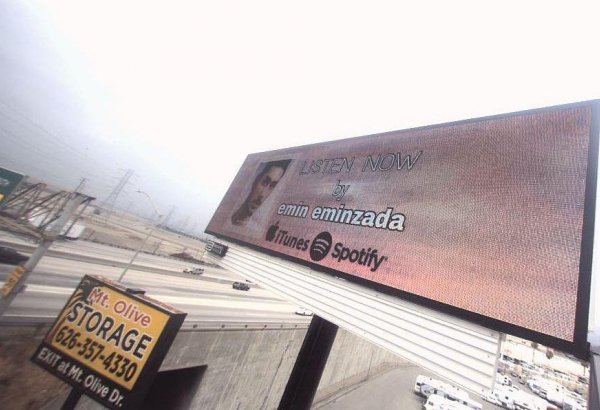 LISTEN NOW
by
emin eminzada
iTunes Spotify
Mt. Olive
STORAGE
626-357-4330
EXIT at Mt. Olive Dr.